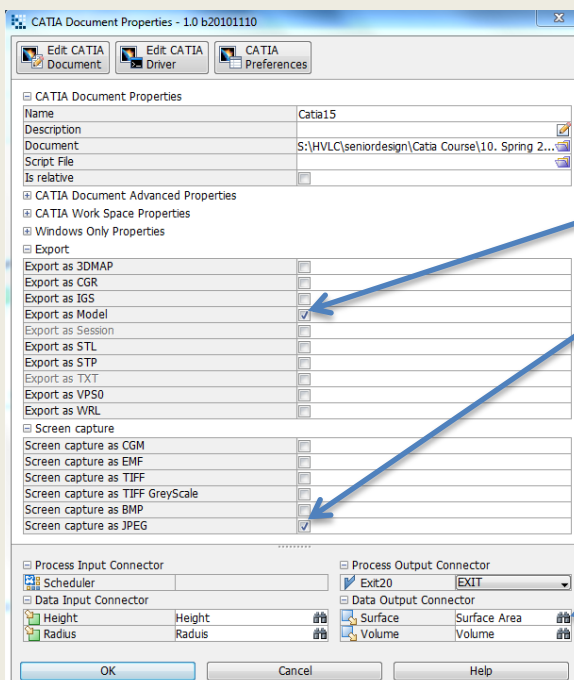 CATIA Document Properties - 1.0 b20101110
Edit CATIA Document
Edit CATIA Driver
CATIA Preferences
CATIA Document Properties
Name Catia15
Description
Document S:\HVLC\seniordesign\Catia Course\10. Spring 2...
Script File
Is relative
CATIA Document Advanced Properties
CATIA Work Space Properties
Windows Only Properties
Export
Export as 3DMAP
Export as CGR
Export as IGS
Export as Model
Export as Session
Export as STL
Export as STP
Export as TXT
Export as VPS0
Export as WRL
Screen capture
Screen capture as CGM
Screen capture as EMF
Screen capture as TIFF
Screen capture as TIFF GreyScale
Screen capture as BMP
Screen capture as JPEG
Process Input Connector
Scheduler
Data Input Connector
Height Height
Radius Raduis
Process Output Connector
Exit20 EXIT
Data Output Connector
Surface Surface Area
Volume Volume
OK Cancel Help